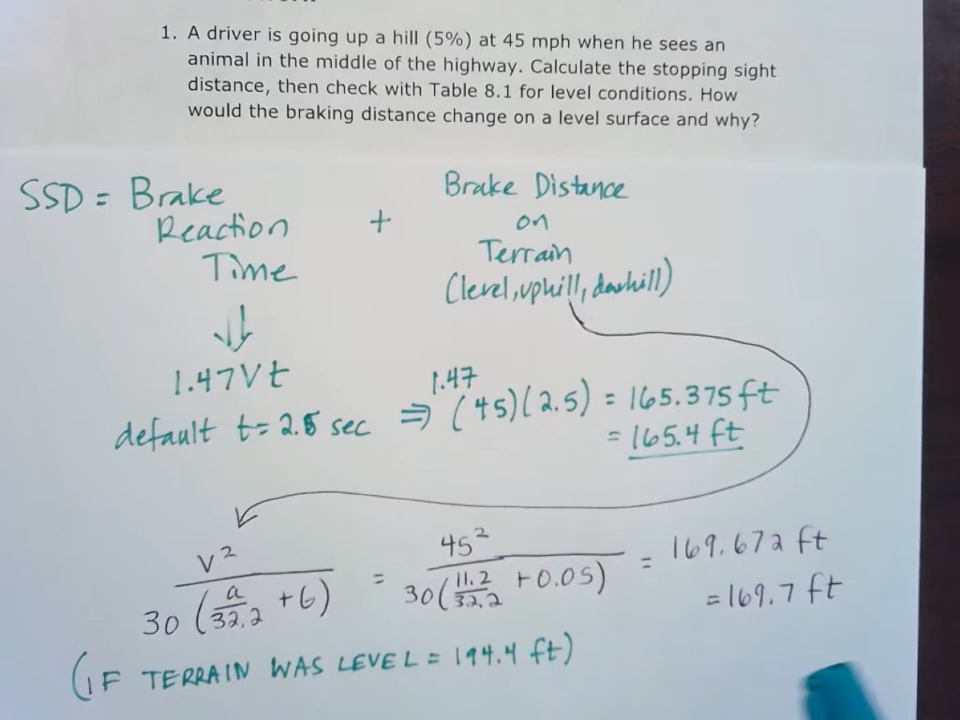 1. A driver is going up a hill (5%) at 45 mph when he sees an
animal in the middle of the highway. Calculate the stopping sight
distance, then check with Table 8.1 for level conditions. How
would the braking distance change on a level surface and why?
SSD = Brake Reaction Time + Brake Distance on Terrain (level, uphill, downhill)
1.47Vt
default t = 2.5 sec ⇒ 1.47 (45)(2.5) = 165.375 ft
= 165.4 ft
V² / 30 (a/32.2 + G) = 45² / 30 (11.2/32.2 + 0.05) = 169.672 ft
= 169.7 ft
(IF TERRAIN WAS LEVEL = 194.4 ft)